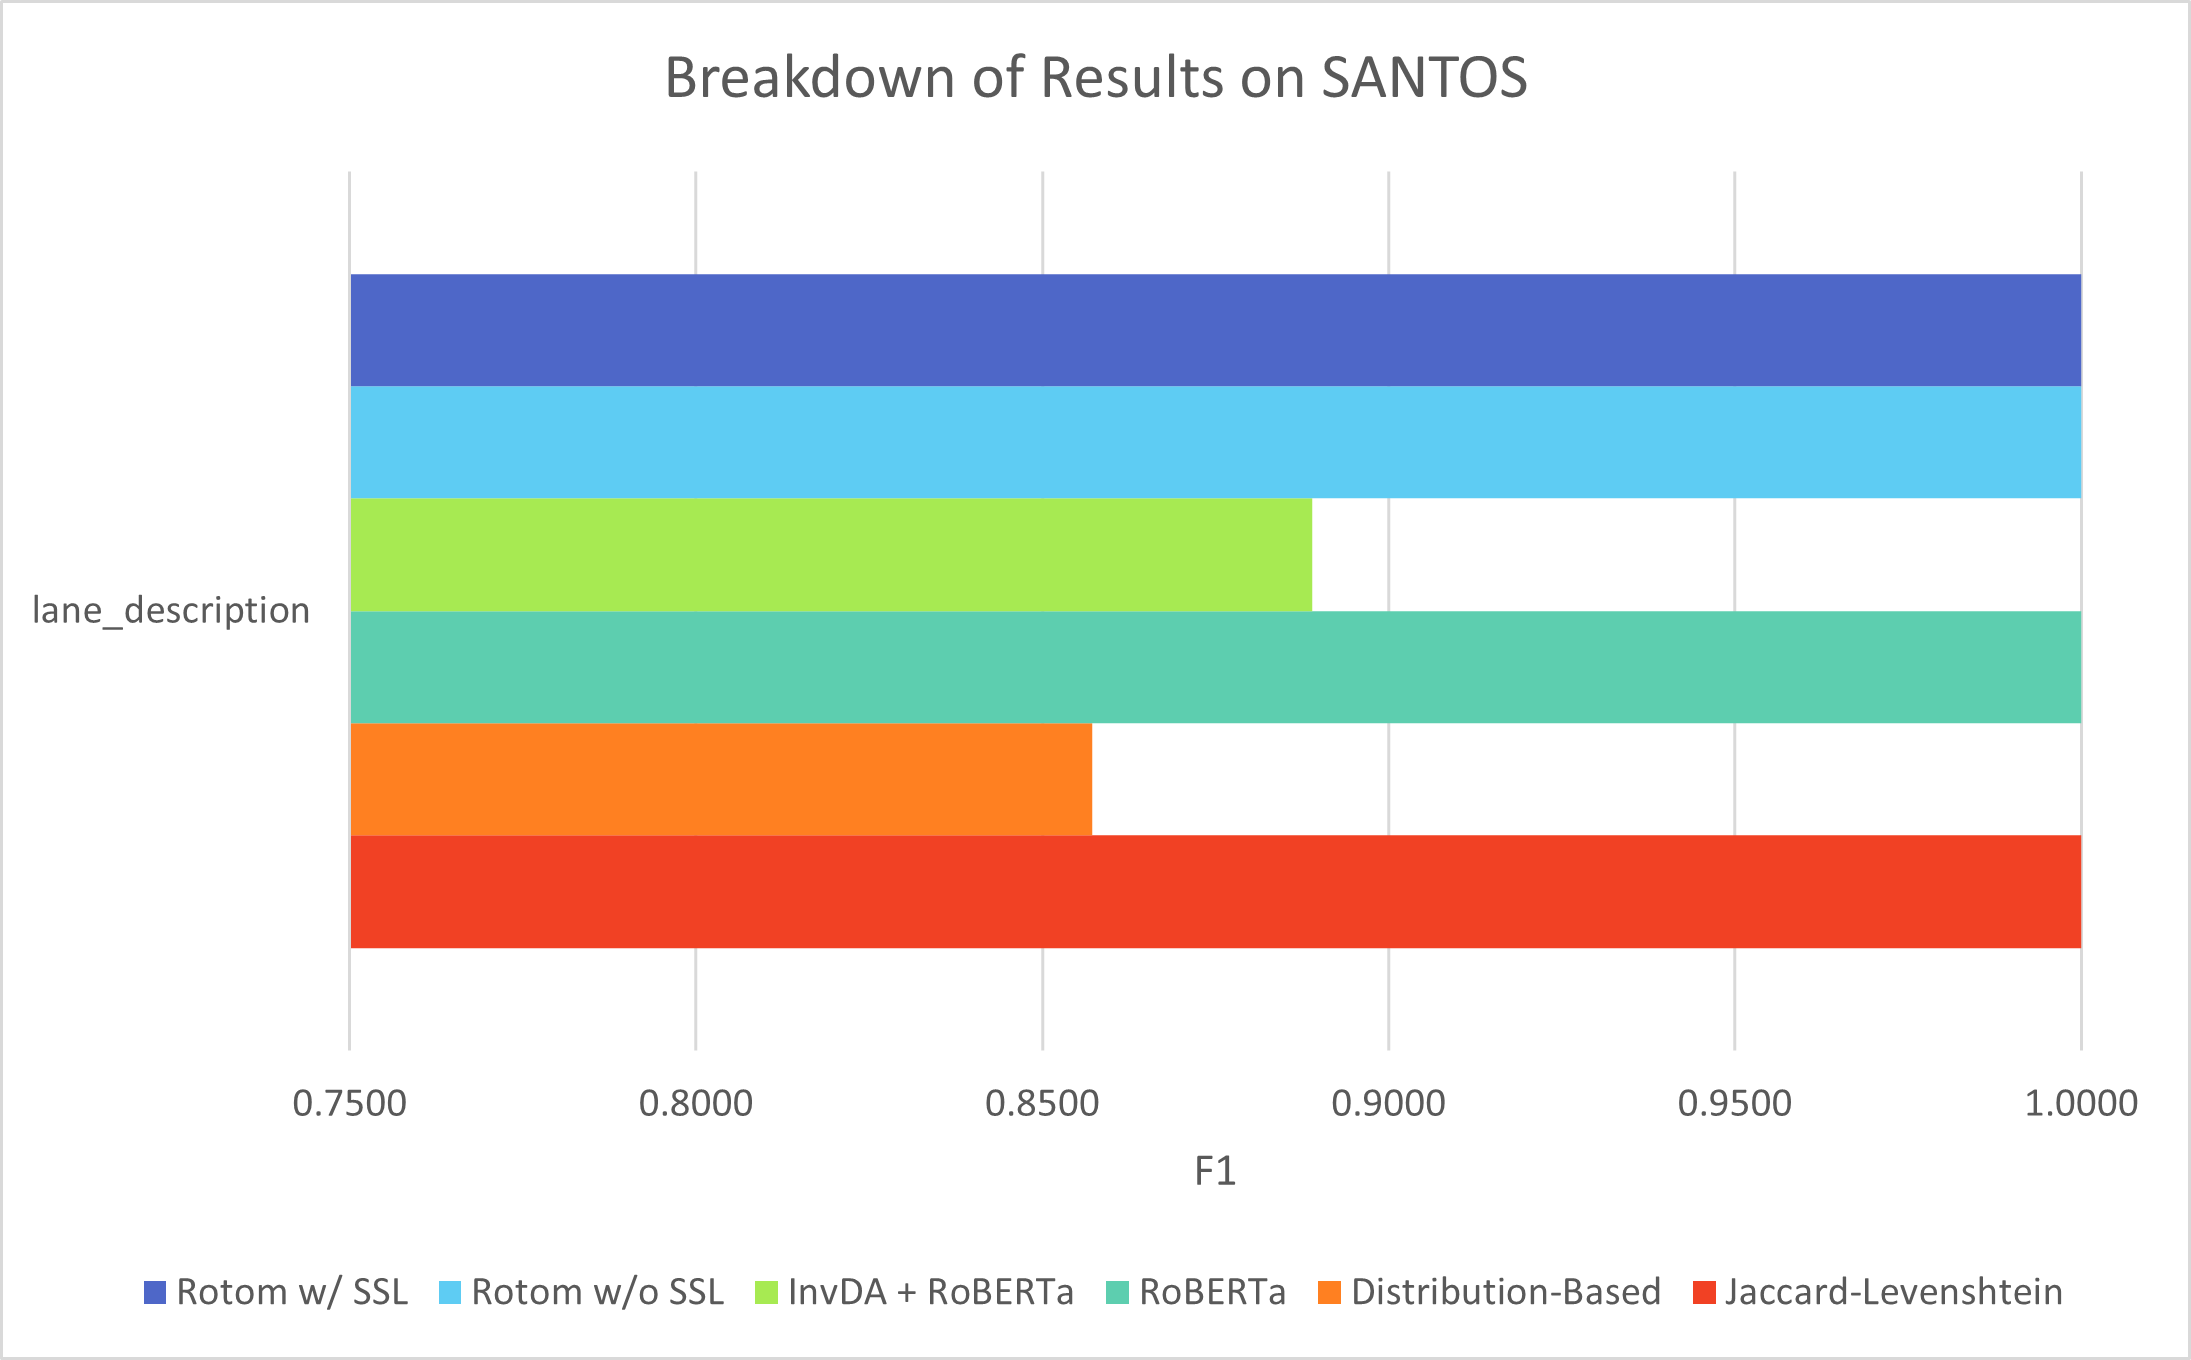 Breakdown of Results on SANTOS
lane_description
0.7500 0.8000 0.8500 0.9000 0.9500 1.0000
F1
Rotom w/ SSL Rotom w/o SSL InvDA + RoBERTa RoBERTa Distribution-Based Jaccard-Levenshtein